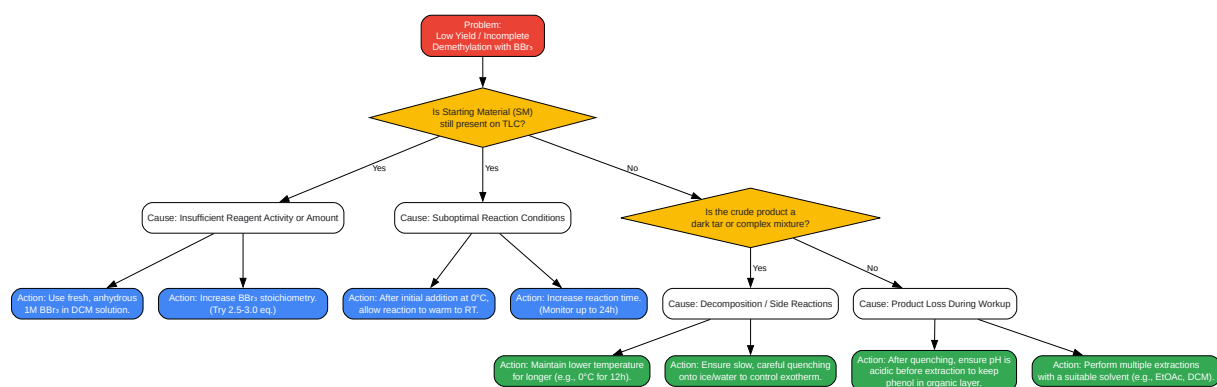 Problem:
Low Yield / Incomplete
Demethylation with BBr₃
Is Starting Material (SM)
still present on TLC?
Yes
Yes
No
Cause: Insufficient Reagent Activity or Amount
Cause: Suboptimal Reaction Conditions
Is the crude product a
dark tar or complex mixture?
Yes
No
Action: Use fresh, anhydrous
1M BBr₃ in DCM solution.
Action: Increase BBr₃ stoichiometry.
(Try 2.5-3.0 eq.)
Action: After initial addition at 0°C,
allow reaction to warm to RT.
Action: Increase reaction time.
(Monitor up to 24h)
Cause: Decomposition / Side Reactions
Cause: Product Loss During Workup
Action: Maintain lower temperature
for longer (e.g., 0°C for 12h).
Action: Ensure slow, careful quenching
onto ice/water to control exotherm.
Action: After quenching, ensure pH is
acidic before extraction to keep
phenol in organic layer.
Action: Perform multiple extractions
with a suitable solvent (e.g., EtOAc, DCM).